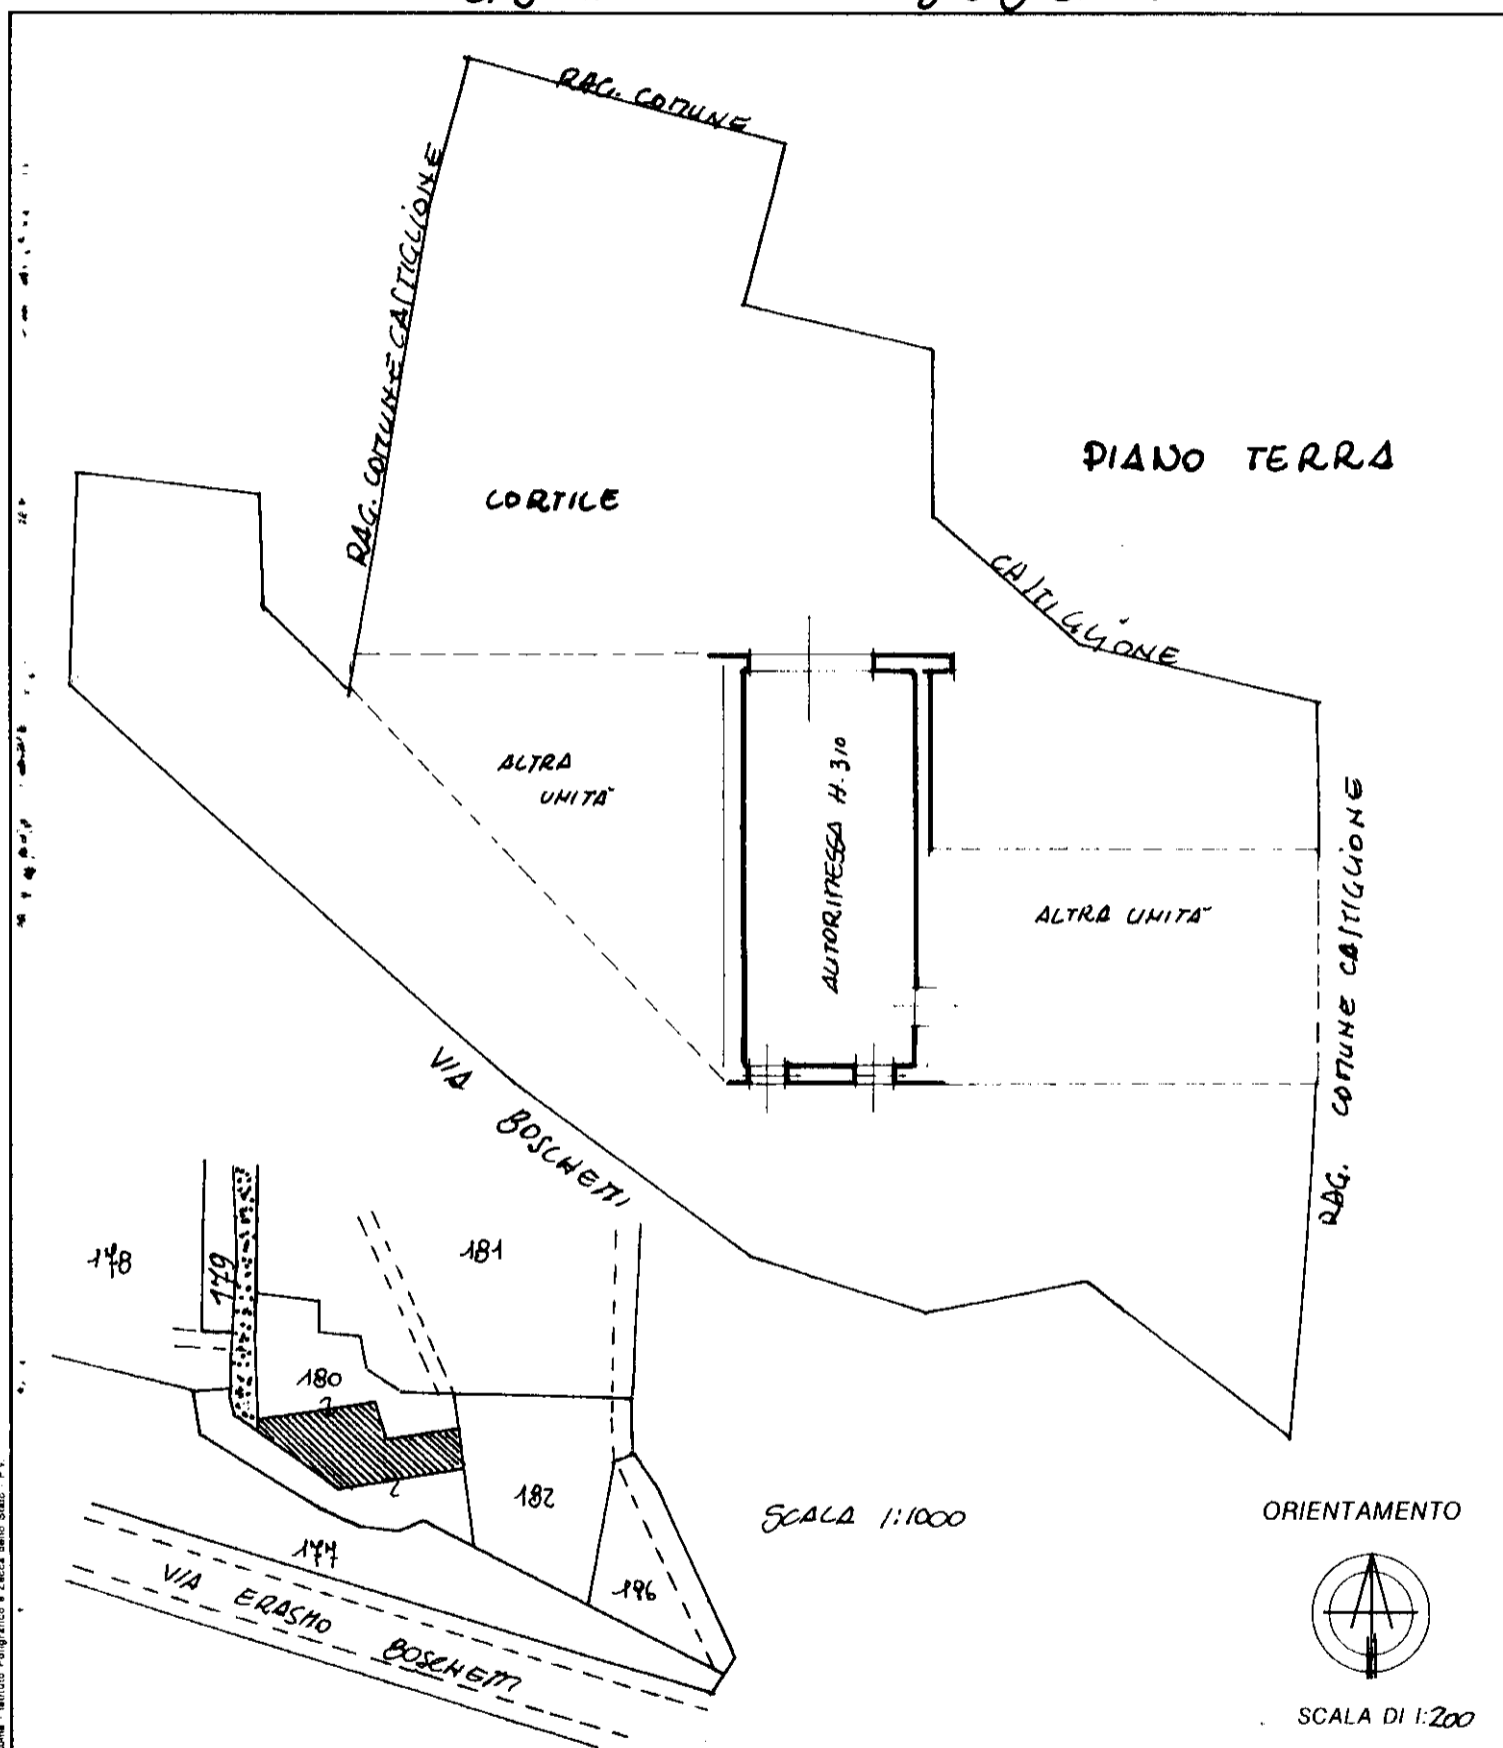 RAG. COMUNE
RAG. COMUNE CASTIGLIONE
PIANO TERRA
CORTILE
CASTIGLIONE
ALTRA
UNITA'
AUTORIMESSA H. 310
ALTRA UNITA'
RAG. COMUNE CASTIGLIONE
VIA BOSCHETTI
178
179
181
180
182
177
196
VIA ERASMO BOSCHETTI
SCALA 1:1000
ORIENTAMENTO
SCALA DI 1:200